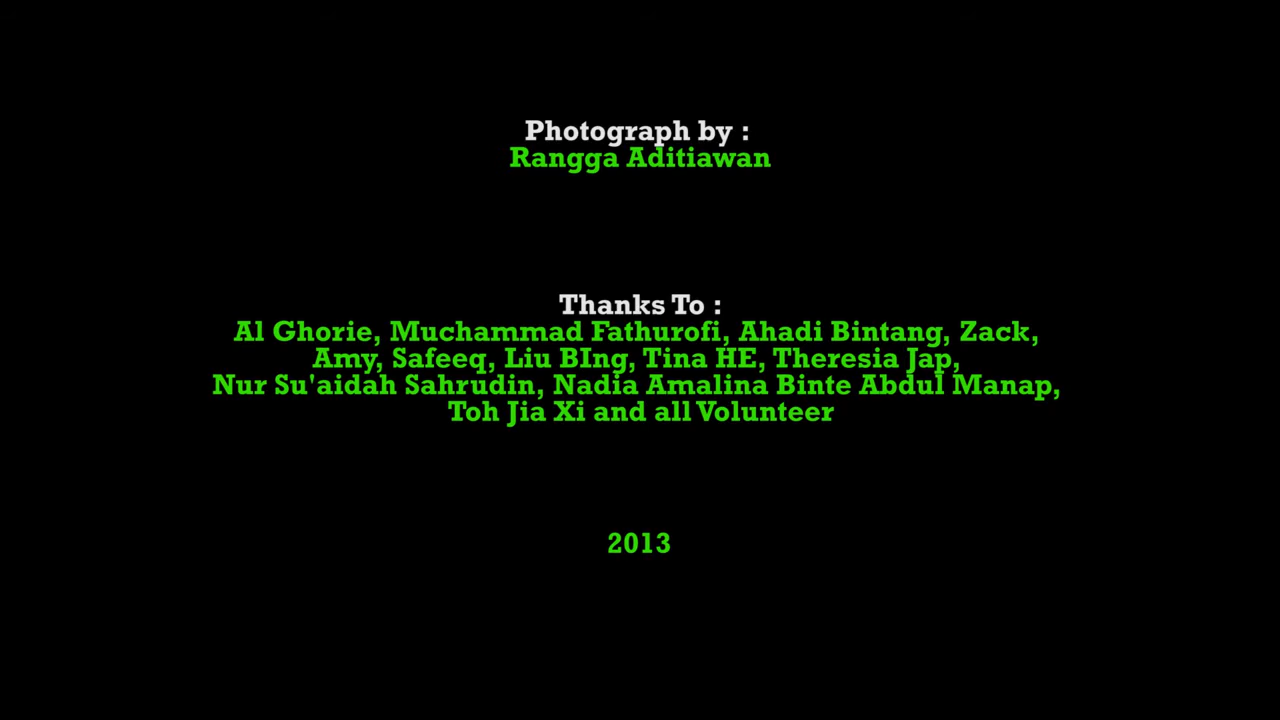 Photograph by :
Rangga Aditiawan
Thanks To :
Al Ghorie, Muchammad Fathurofi, Ahadi Bintang, Zack,
Amy, Safeeq, Liu BIng, Tina HE, Theresia Jap,
Nur Su'aidah Sahrudin, Nadia Amalina Binte Abdul Manap,
Toh Jia Xi and all Volunteer
2013